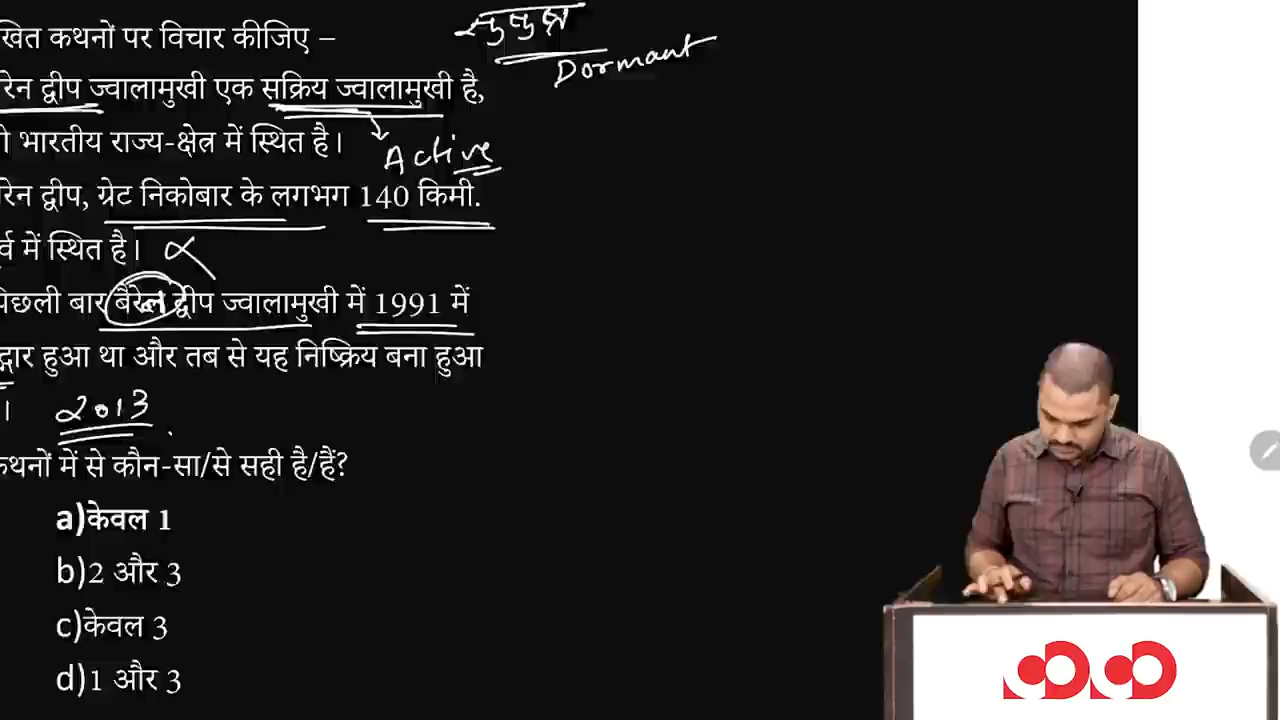 खित कथनों पर विचार कीजिए –
सुषुप्त
Dormant
रेन द्वीप ज्वालामुखी एक सक्रिय ज्वालामुखी है,
ो भारतीय राज्य-क्षेत्र में स्थित है।
Active
रेन द्वीप, ग्रेट निकोबार के लगभग 140 किमी.
र्व में स्थित है।
पिछली बार बैरेन द्वीप ज्वालामुखी में 1991 में
द्गार हुआ था और तब से यह निष्क्रिय बना हुआ
।
2013
कथनों में से कौन-सा/से सही है/हैं?
a)केवल 1
b)2 और 3
c)केवल 3
d)1 और 3